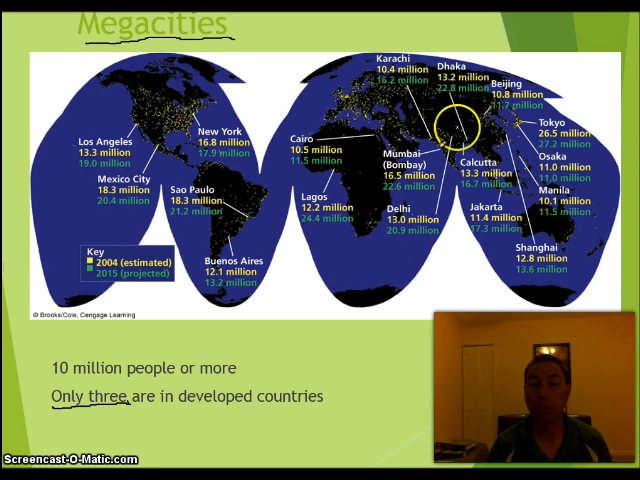 Megacities
Karachi
10.4 million
16.2 million
Dhaka
13.2 million
22.8 million
Beijing
10.8 million
11.7 million
Los Angeles
13.3 million
19.0 million
New York
16.8 million
17.9 million
Cairo
10.5 million
11.5 million
Mumbai
(Bombay)
16.5 million
22.6 million
Calcutta
13.3 million
16.7 million
Tokyo
26.5 million
27.2 million
Osaka
11.0 million
11.0 million
Mexico City
18.3 million
20.4 million
Sao Paulo
18.3 million
21.2 million
Lagos
12.2 million
24.4 million
Delhi
13.0 million
20.9 million
Jakarta
11.4 million
17.3 million
Manila
10.1 million
11.5 million
Buenos Aires
12.1 million
13.2 million
Shanghai
12.8 million
13.6 million
Key
2004 (estimated)
2015 (projected)
© Brooks/Cole, Cengage Learning
10 million people or more
Only three are in developed countries
Screencast-O-Matic.com